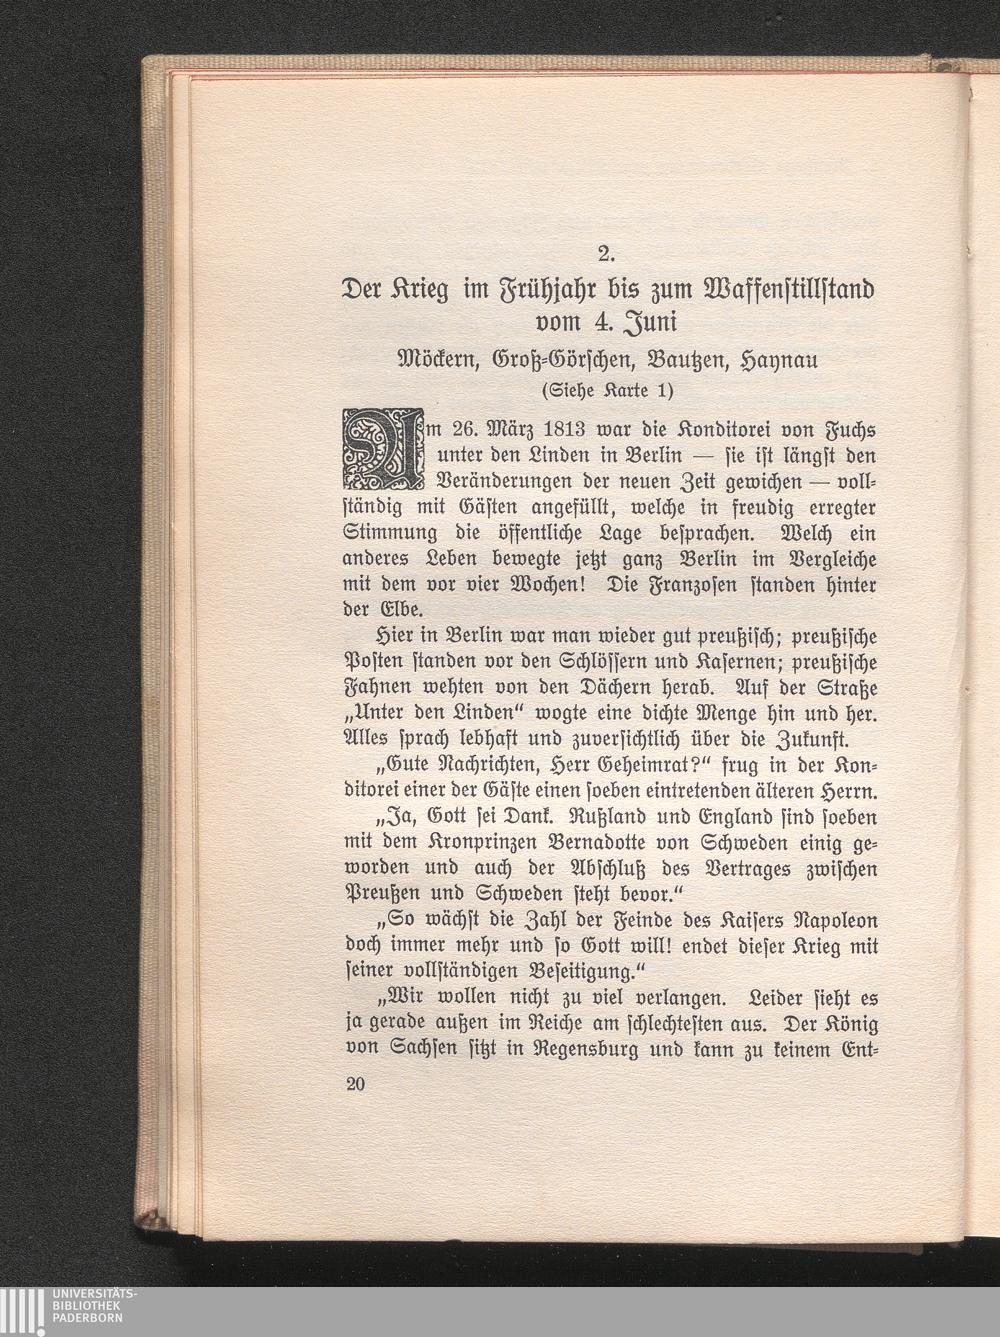 2.
Der Krieg im Frühjahr bis zum Waffenstillstand
vom 4. Juni
Möckern, Groß-Görschen, Bautzen, Haynau
(Siehe Karte 1)
Am 26. März 1813 war die Konditorei von Fuchs
unter den Linden in Berlin — sie ist längst den
Veränderungen der neuen Zeit gewichen — voll-
ständig mit Gästen angefüllt, welche in freudig erregter
Stimmung die öffentliche Lage besprachen. Welch ein
anderes Leben bewegte jetzt ganz Berlin im Vergleiche
mit dem vor vier Wochen! Die Franzosen standen hinter
der Elbe.
Hier in Berlin war man wieder gut preußisch; preußische
Posten standen vor den Schlössern und Kasernen; preußische
Fahnen wehten von den Dächern herab. Auf der Straße
„Unter den Linden“ wogte eine dichte Menge hin und her.
Alles sprach lebhaft und zuversichtlich über die Zukunft.
„Gute Nachrichten, Herr Geheimrat?“ frug in der Kon-
ditorei einer der Gäste einen soeben eintretenden älteren Herrn.
„Ja, Gott sei Dank. Rußland und England sind soeben
mit dem Kronprinzen Bernadotte von Schweden einig ge-
worden und auch der Abschluß des Vertrages zwischen
Preußen und Schweden steht bevor.“
„So wächst die Zahl der Feinde des Kaisers Napoleon
doch immer mehr und so Gott will! endet dieser Krieg mit
seiner vollständigen Beseitigung.“
„Wir wollen nicht zu viel verlangen. Leider sieht es
ja gerade außen im Reiche am schlechtesten aus. Der König
von Sachsen sitzt in Regensburg und kann zu keinem Ent-
20
UNIVERSITÄTS-
BIBLIOTHEK
PADERBORN